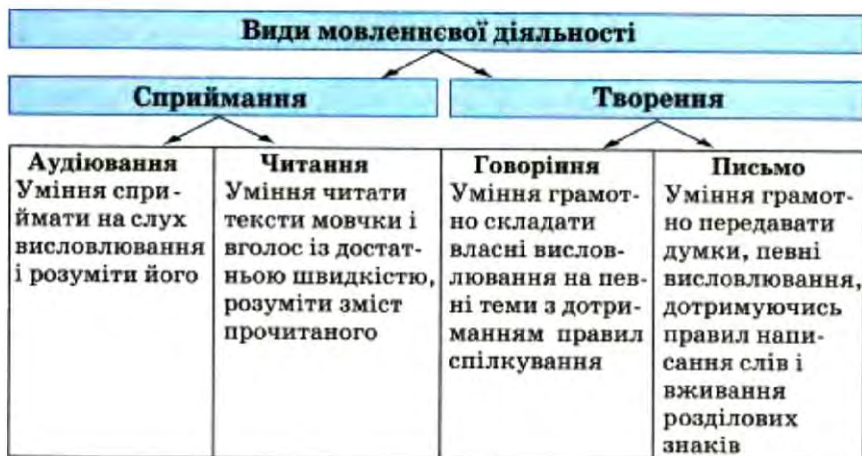 Види мовленнєвої діяльності
Сприймання
Творення
Аудіювання
Уміння спри-
ймати на слух
висловлювання
і розуміти його
Читання
Уміння читати
тексти мовчки і
вголос із достат-
ньою швидкістю,
розуміти зміст
прочитаного
Говоріння
Уміння грамот-
но складати
власні вислов-
лювання на пев-
ні теми з дотри-
манням правил
спілкування
Письмо
Уміння грамот-
но передавати
думки, певні
висловлювання,
дотримуючись
правил напи-
сання слів і
вживання
розділових
знаків